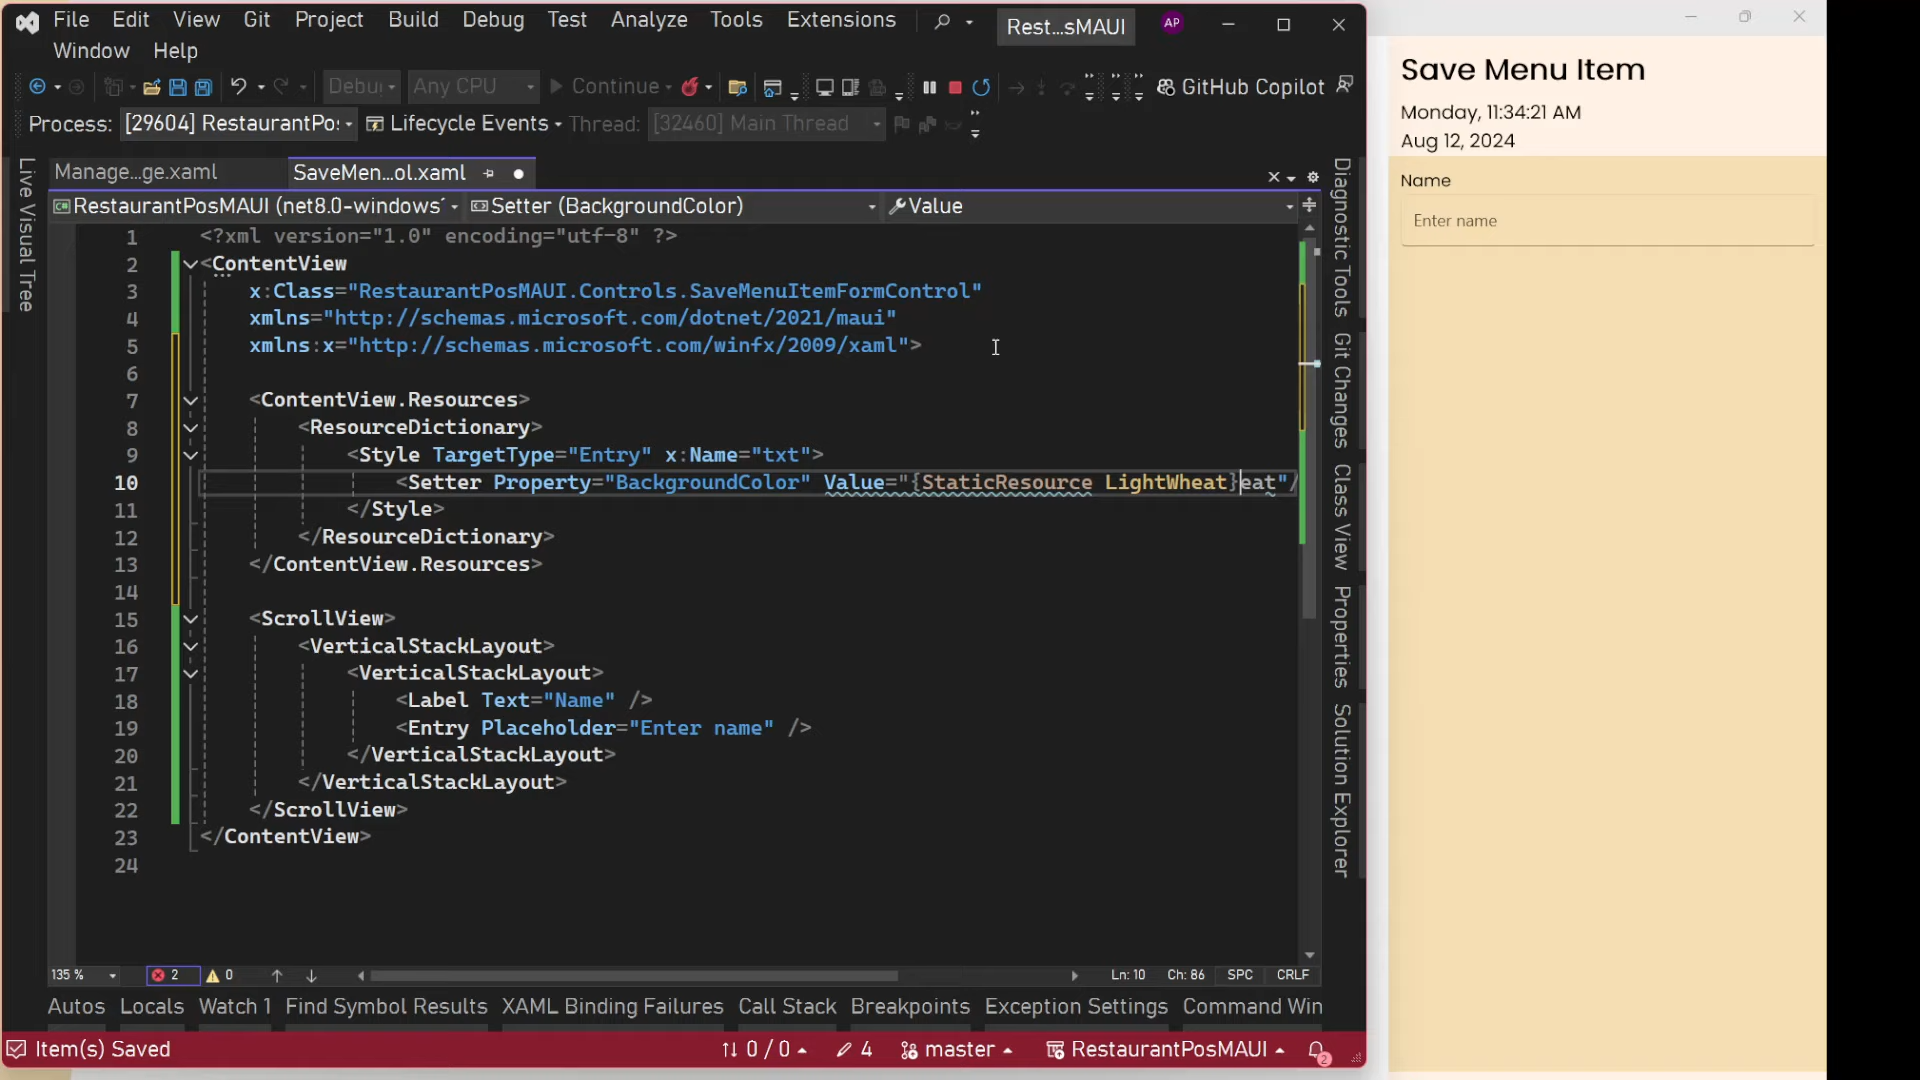 File Edit View Git Project Build Debug Test Analyze Tools Extensions Rest...sMAUI AP
Window Help
Debu Any CPU Continue GitHub Copilot
Process: [29604] RestaurantPo: Lifecycle Events Thread: [32460] Main Thread
Manage...ge.xaml SaveMen...ol.xaml
RestaurantPosMAUI (net8.0-windows Setter (BackgroundColor) Value
1 <?xml version="1.0" encoding="utf-8" ?>
2 <ContentView
3 x:Class="RestaurantPosMAUI.Controls.SaveMenuItemFormControl"
4 xmlns="http://schemas.microsoft.com/dotnet/2021/maui"
5 xmlns:x="http://schemas.microsoft.com/winfx/2009/xaml">
6
7 <ContentView.Resources>
8 <ResourceDictionary>
9 <Style TargetType="Entry" x:Name="txt">
10 <Setter Property="BackgroundColor" Value="{StaticResource LightWheat}eat"/
11 </Style>
12 </ResourceDictionary>
13 </ContentView.Resources>
14
15 <ScrollView>
16 <VerticalStackLayout>
17 <VerticalStackLayout>
18 <Label Text="Name" />
19 <Entry Placeholder="Enter name" />
20 </VerticalStackLayout>
21 </VerticalStackLayout>
22 </ScrollView>
23 </ContentView>
24
135 % 2 0 Ln: 10 Ch: 86 SPC CRLF
Autos Locals Watch 1 Find Symbol Results XAML Binding Failures Call Stack Breakpoints Exception Settings Command Win
Item(s) Saved 0 / 0 4 master RestaurantPosMAUI 2
Live Visual Tree
Diagnostic Tools
Git Changes
Class View
Properties
Solution Explorer
Save Menu Item
Monday, 11:34:21 AM
Aug 12, 2024
Name
Enter name